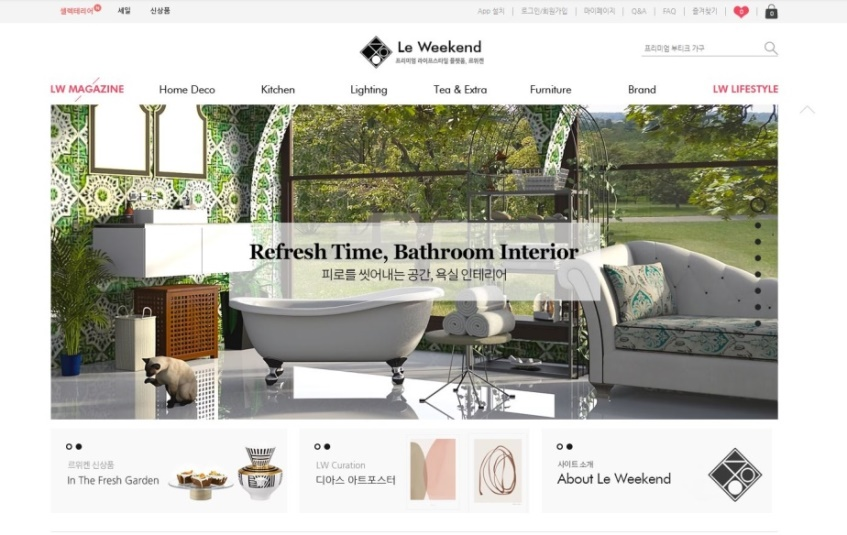 셀렉테리어 N 세일 신상품
App 설치 | 로그인/회원가입 | 마이페이지 | Q&A | FAQ | 즐겨찾기 | 0 | 0
Le Weekend
프리미엄 라이프스타일 플랫폼, 르위켄
프리미엄 부티크 가구
LW MAGAZINE Home Deco Kitchen Lighting Tea & Extra Furniture Brand LW LIFESTYLE
Refresh Time, Bathroom Interior
피로를 씻어내는 공간, 욕실 인테리어
르위켄 신상품
In The Fresh Garden
LW Curation
디아스 아트포스터
사이트 소개
About Le Weekend